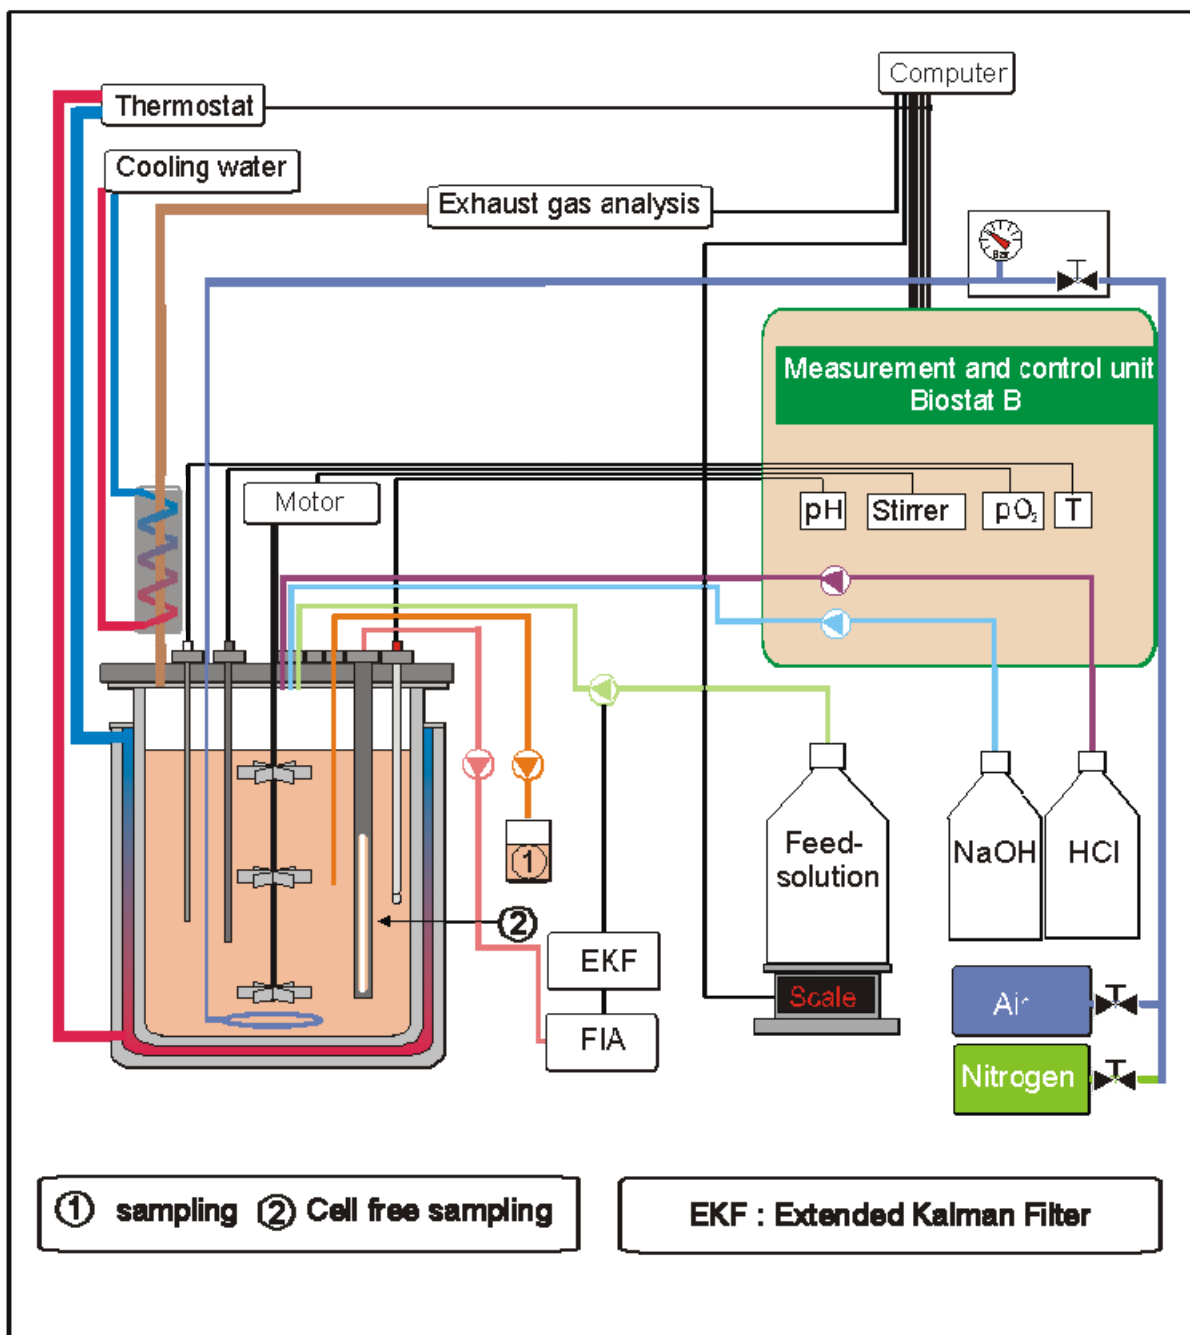 Computer
Thermostat
Cooling water
Exhaust gas analysis
Bar
Measurement and control unit
Biostat B
Motor
pH
Stirrer
pO₂
T
1
Feed-
solution
NaOH
HCl
2
EKF
Scale
Air
FIA
Nitrogen
1 sampling 2 Cell free sampling
EKF : Extended Kalman Filter